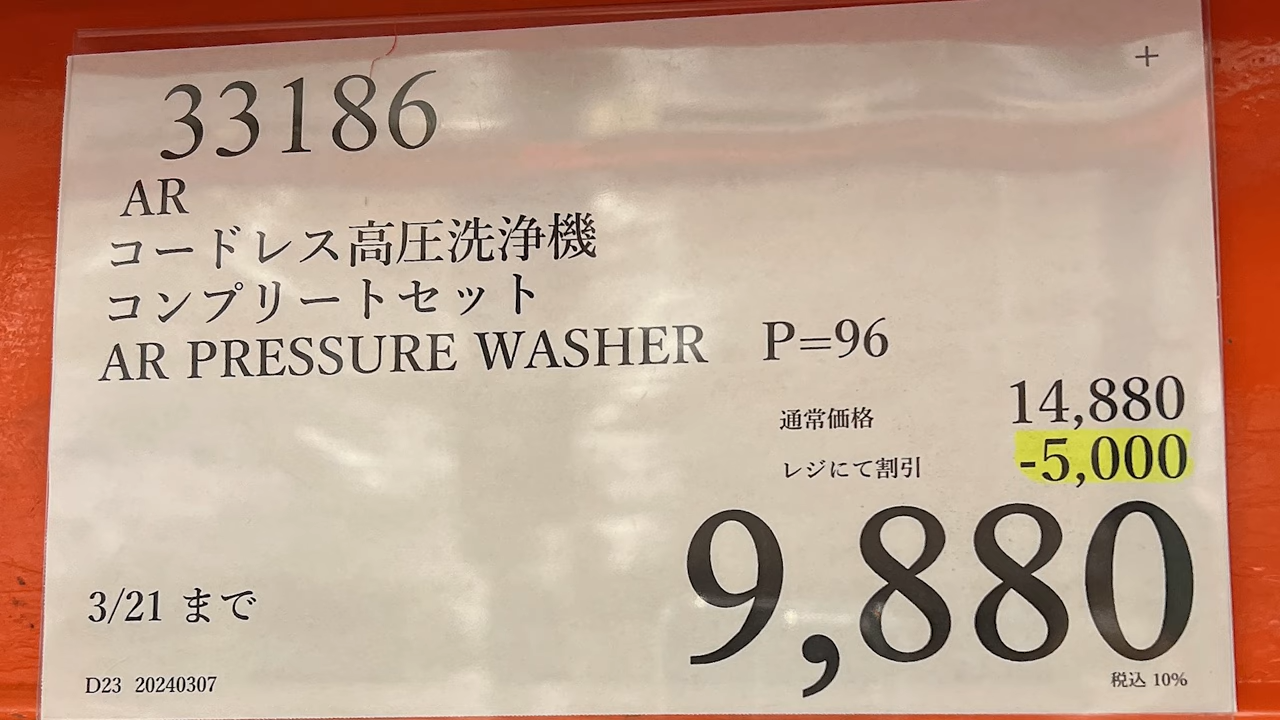 +
33186
AR
コードレス高圧洗浄機
コンプリートセット
AR PRESSURE WASHER P=96
通常価格 14,880
レジにて割引 -5,000
9,880
3/21 まで
税込 10%
D23 20240307